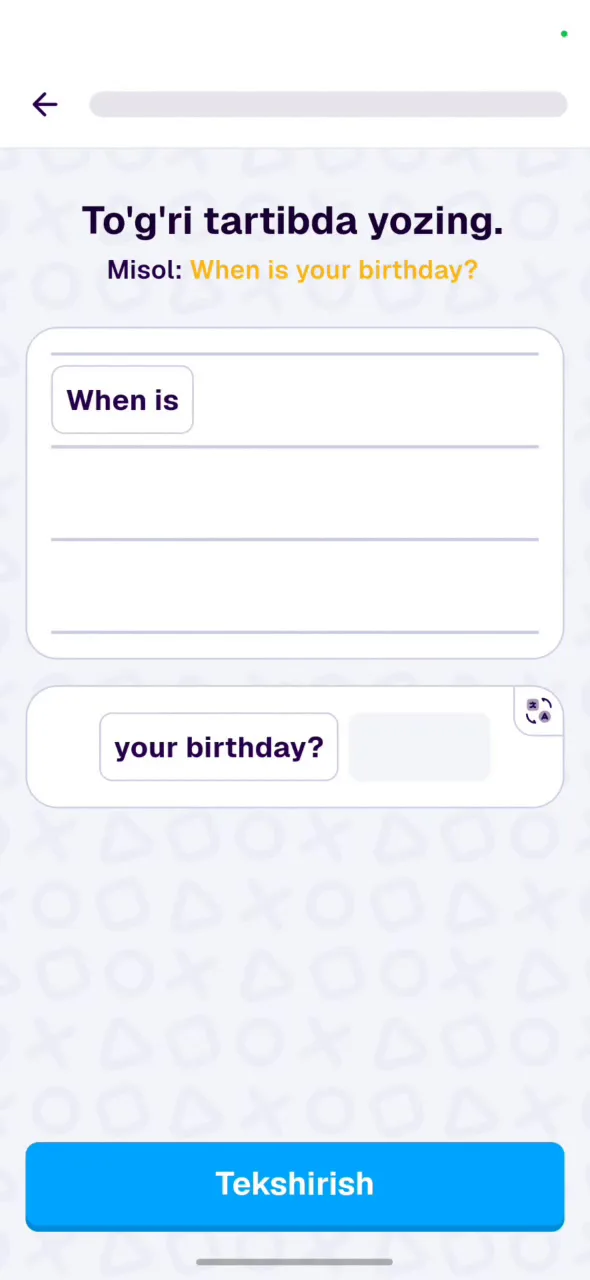 To'g'ri tartibda yozing.
Misol: When is your birthday?
When is
your birthday?
Tekshirish